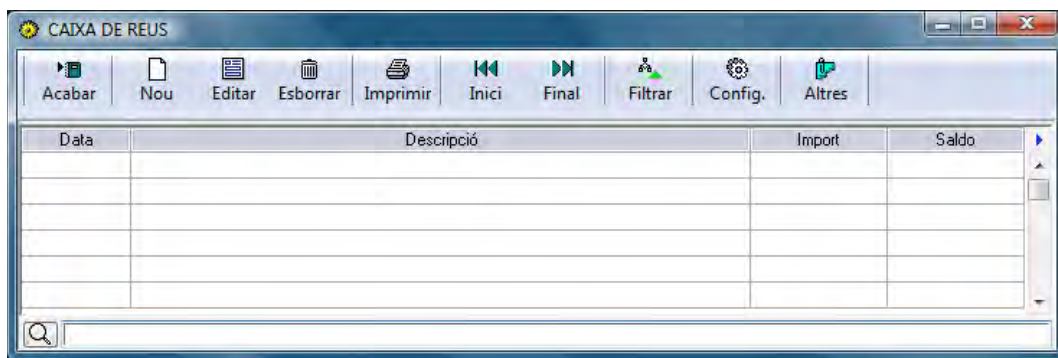 CAIXA DE REUS
Acabar Nou Editar Esborrar Imprimir Inici Final Filtrar Config. Altres
Data Descripció Import Saldo